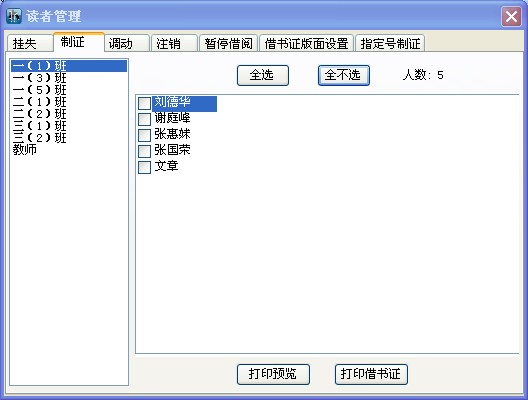 读者管理
挂失 制证 调动 注销 暂停借阅 借书证版面设置 指定号制证
全选 全不选 人数: 5
一（1）班
一（3）班
一（5）班
二（1）班
二（2）班
三（1）班
三（2）班
教师
刘德华
谢庭峰
张惠妹
张国荣
文章
打印预览 打印借书证